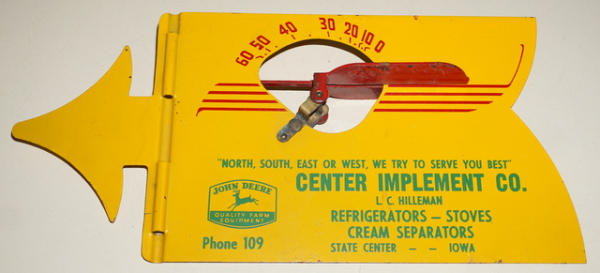 60 50 40 30 20 10 0
"NORTH, SOUTH, EAST OR WEST, WE TRY TO SERVE YOU BEST"
CENTER IMPLEMENT CO.
L. C. HILLEMAN
REFRIGERATORS – STOVES
CREAM SEPARATORS
STATE CENTER – – IOWA
JOHN DEERE
QUALITY FARM
EQUIPMENT
Phone 109